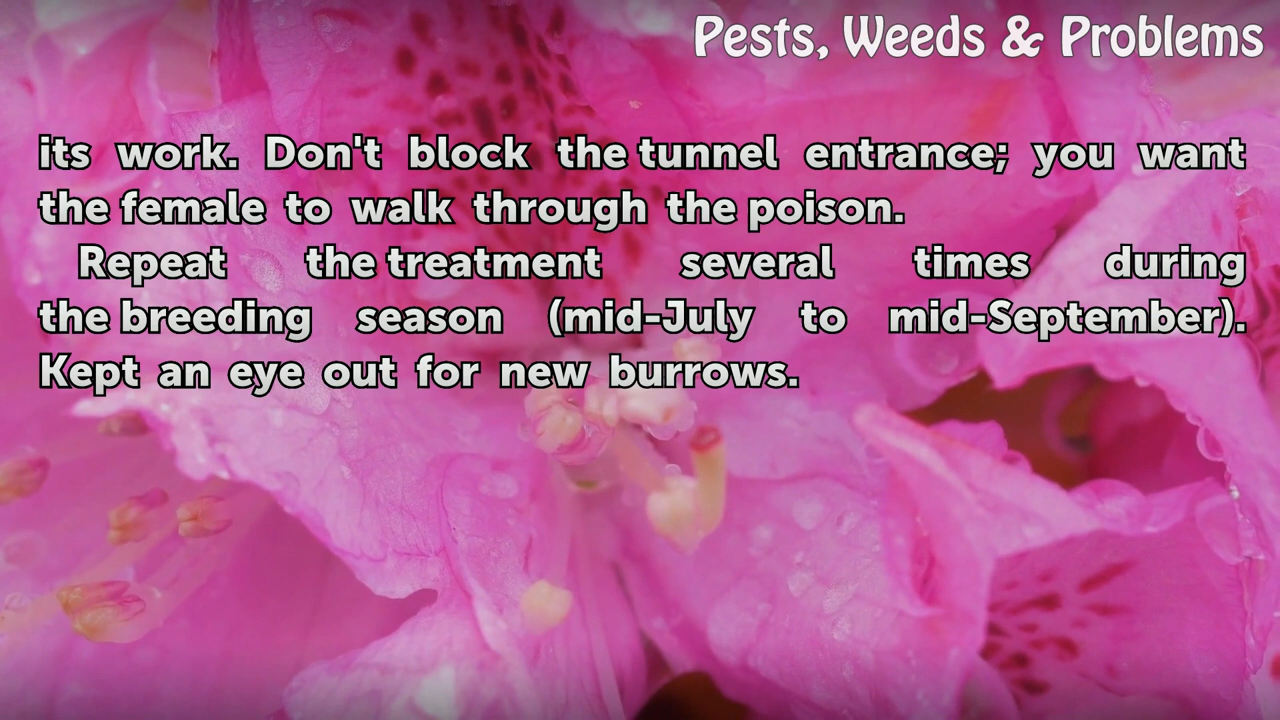 Pests, Weeds & Problems
its work. Don't block the tunnel entrance; you want
the female to walk through the poison.
Repeat the treatment several times during
the breeding season (mid-July to mid-September).
Kept an eye out for new burrows.